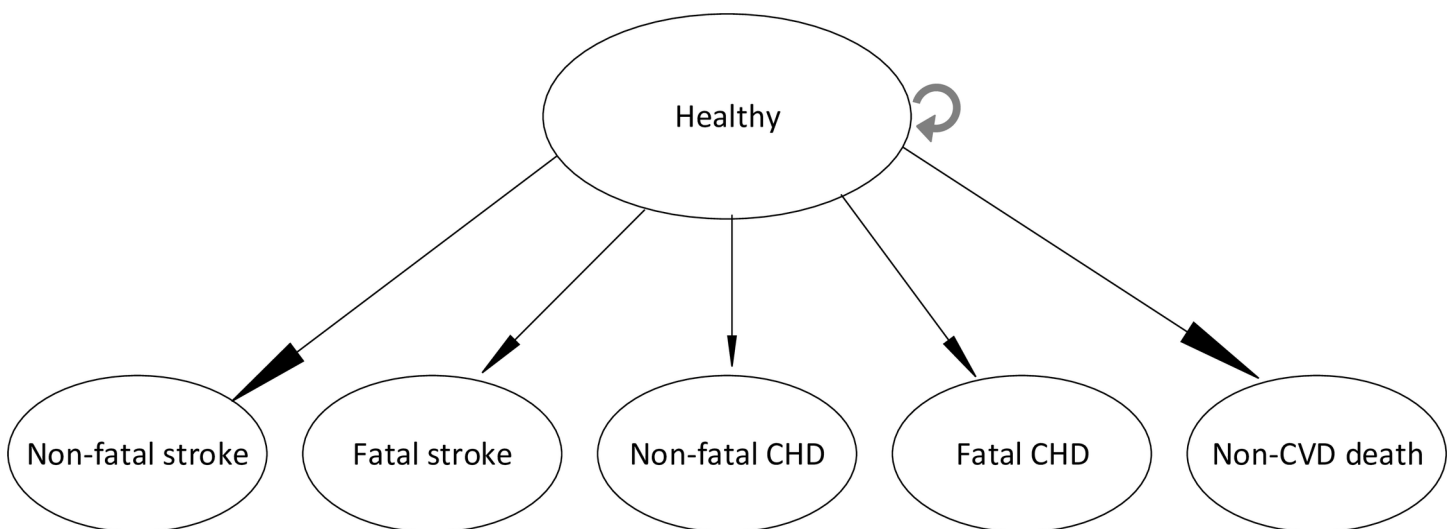 Healthy
Non-fatal stroke
Fatal stroke
Non-fatal CHD
Fatal CHD
Non-CVD death